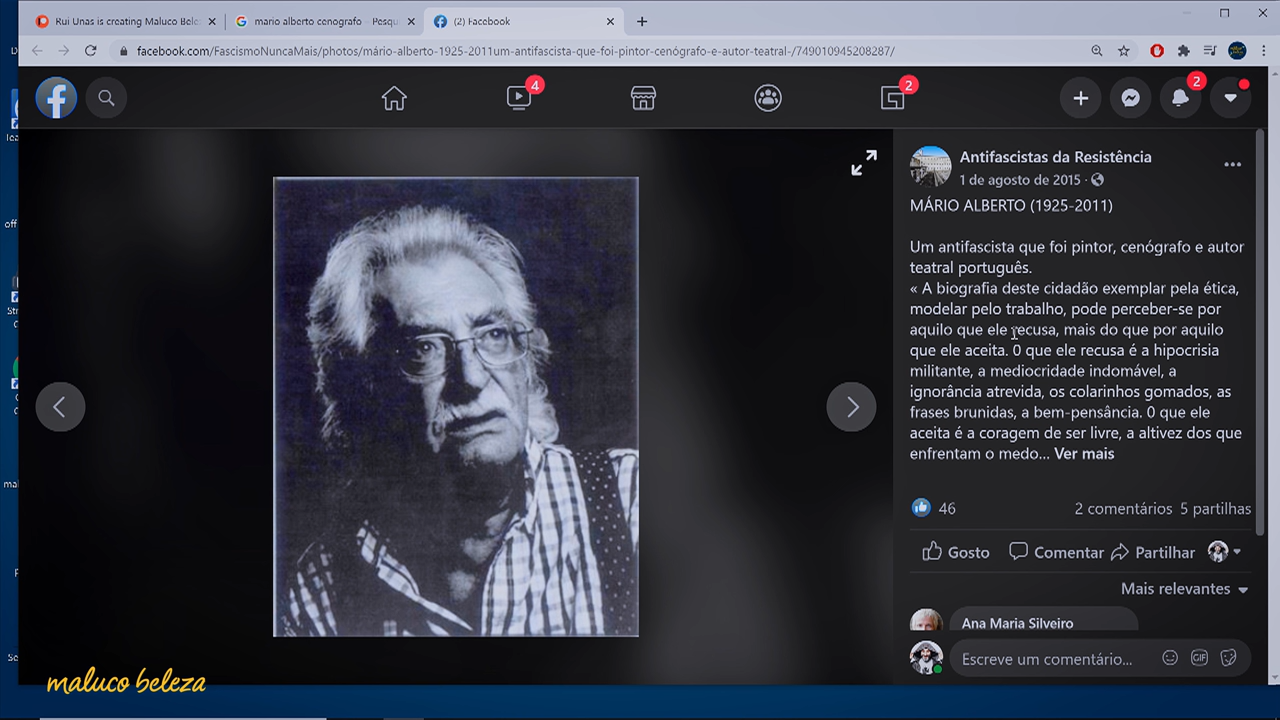 Rui Unas is creating Maluco Bele
mario alberto cenografo - Pesqu
(2) Facebook
facebook.com/FascismoNuncaMais/photos/mário-alberto-1925-2011um-antifascista-que-foi-pintor-cenógrafo-e-autor-teatral-/749010945208287/
4
2
2
Antifascistas da Resistência
1 de agosto de 2015 ·
MÁRIO ALBERTO (1925-2011)
Um antifascista que foi pintor, cenógrafo e autor
teatral português.
« A biografia deste cidadão exemplar pela ética,
modelar pelo trabalho, pode perceber-se por
aquilo que ele recusa, mais do que por aquilo
que ele aceita. 0 que ele recusa é a hipocrisia
militante, a mediocridade indomável, a
ignorância atrevida, os colarinhos gomados, as
frases brunidas, a bem-pensância. 0 que ele
aceita é a coragem de ser livre, a altivez dos que
enfrentam o medo... Ver mais
46 2 comentários 5 partilhas
Gosto Comentar Partilhar
Mais relevantes
Ana Maria Silveiro
Escreve um comentário...
GIF
maluco beleza